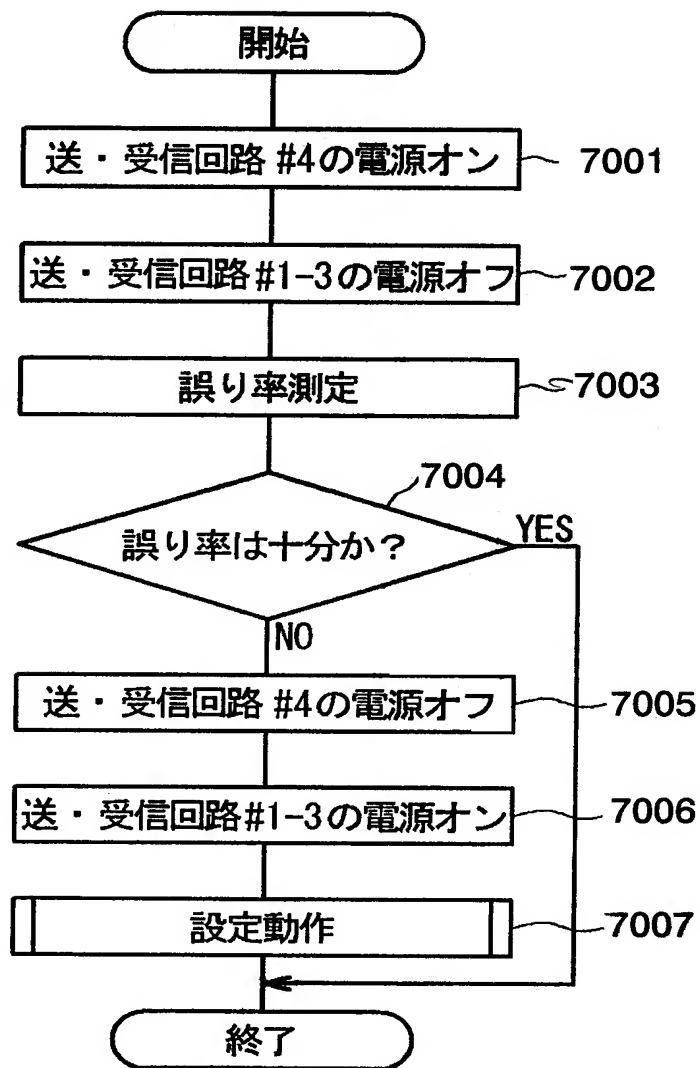 開始
送・受信回路 #4の電源オン 7001
送・受信回路#1-3の電源オフ 7002
誤り率測定 7003
7004
誤り率は十分か? YES
NO
送・受信回路 #4の電源オフ 7005
送・受信回路#1-3の電源オン 7006
設定動作 7007
終了